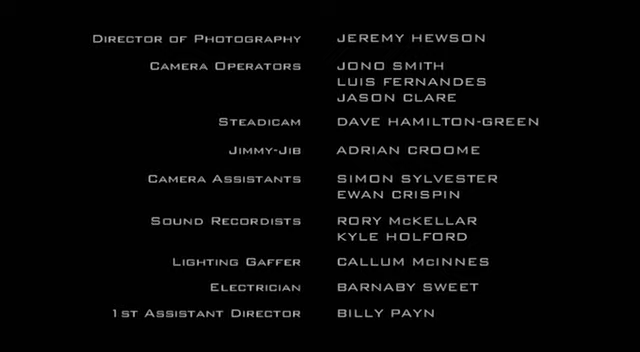 Director of Photography JEREMY HEWSON
Camera Operators JONO SMITH
LUIS FERNANDES
JASON CLARE
Steadicam DAVE HAMILTON-GREEN
Jimmy-Jib ADRIAN CROOME
Camera Assistants SIMON SYLVESTER
EWAN CRISPIN
Sound Recordists RORY McKELLAR
KYLE HOLFORD
Lighting Gaffer CALLUM McINNES
Electrician BARNABY SWEET
1st Assistant Director BILLY PAYN